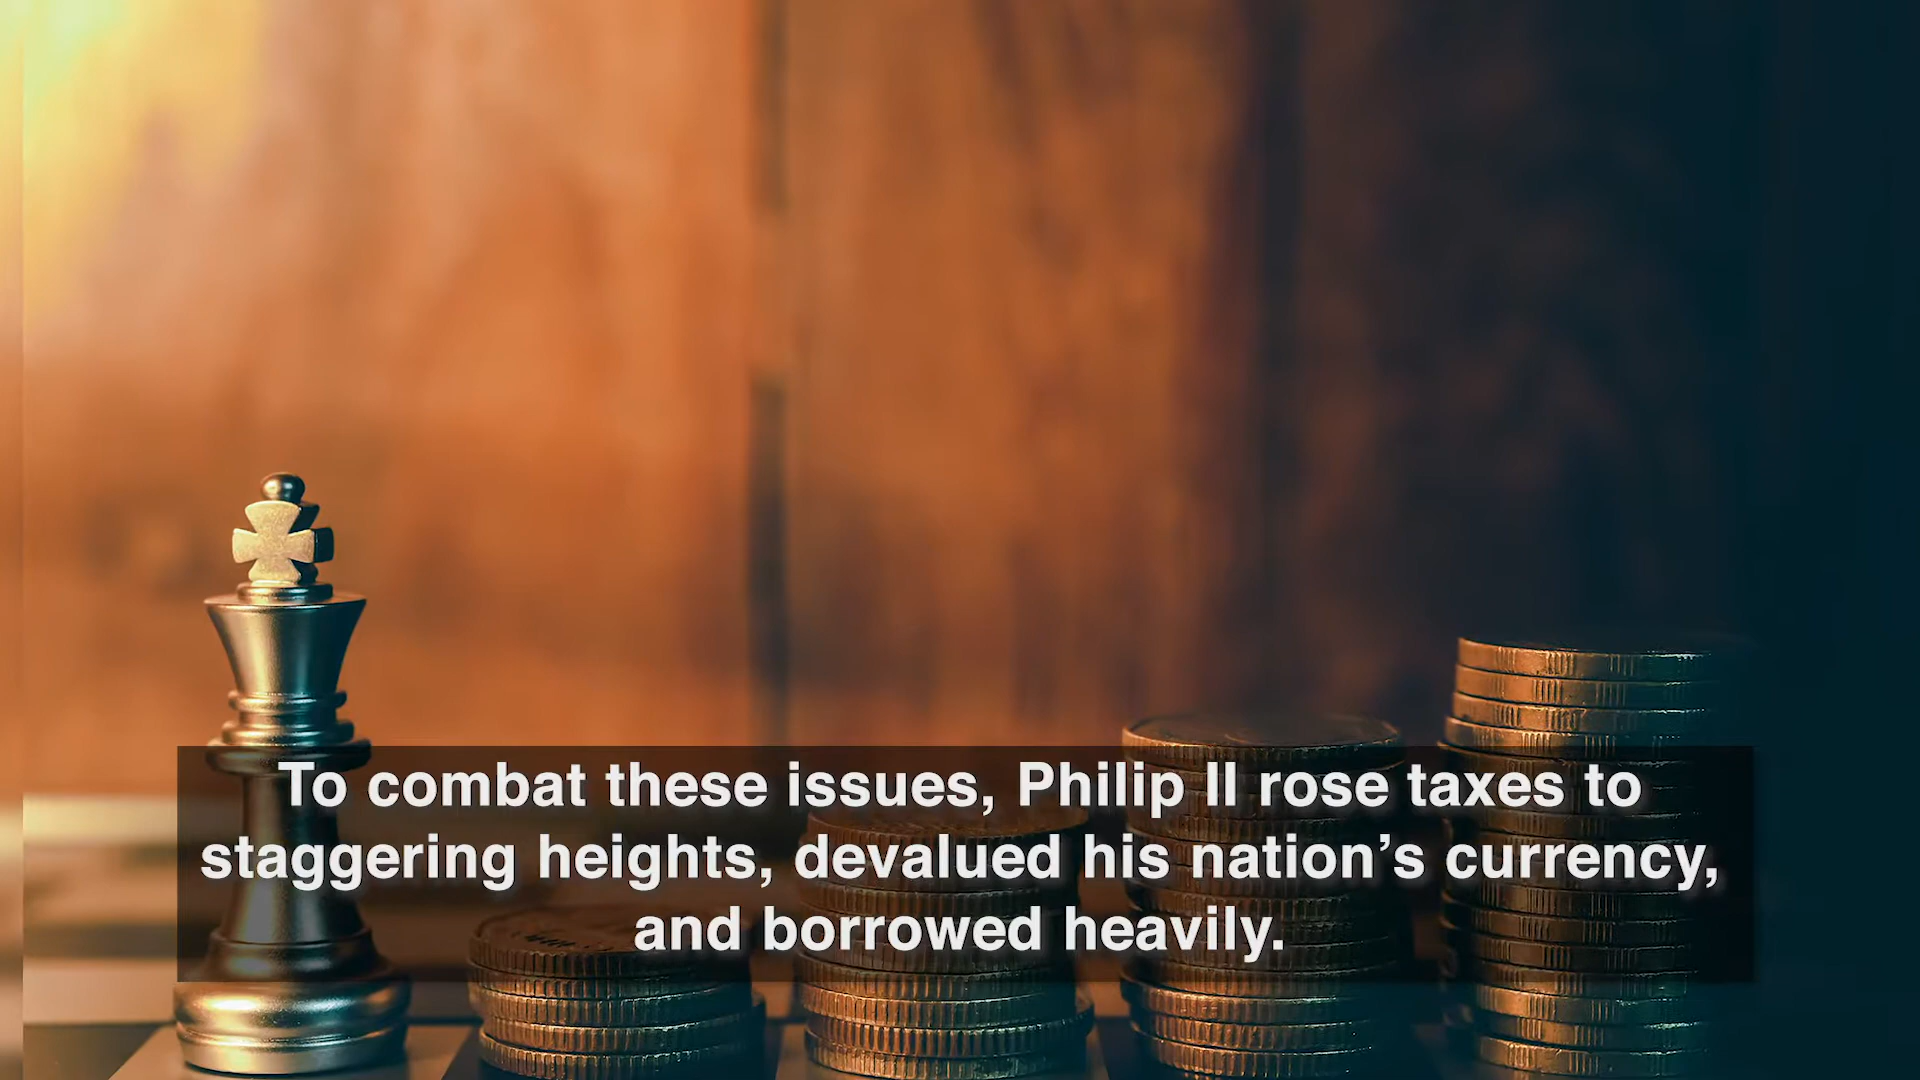 To combat these issues, Philip II rose taxes to
staggering heights, devalued his nation’s currency,
and borrowed heavily.